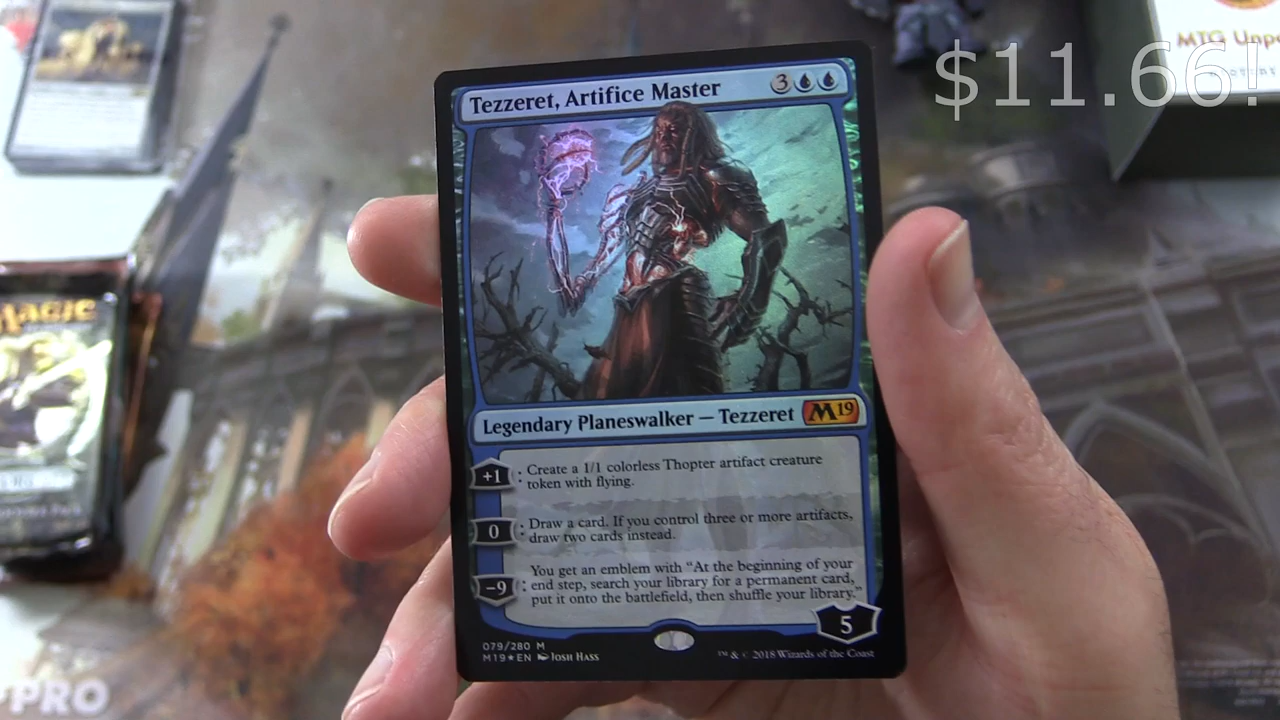 $11.66!
MTG Unpe
Tezzeret, Artifice Master
3
Legendary Planeswalker — Tezzeret
M19
+1 : Create a 1/1 colorless Thopter artifact creature
token with flying.
0 : Draw a card. If you control three or more artifacts,
draw two cards instead.
You get an emblem with “At the beginning of your
−9 : end step, search your library for a permanent card,
put it onto the battlefield, then shuffle your library.”
5
079/280 M
M19★EN Josh Hass
™ & © 2018 Wizards of the Coast
Magic
PRO